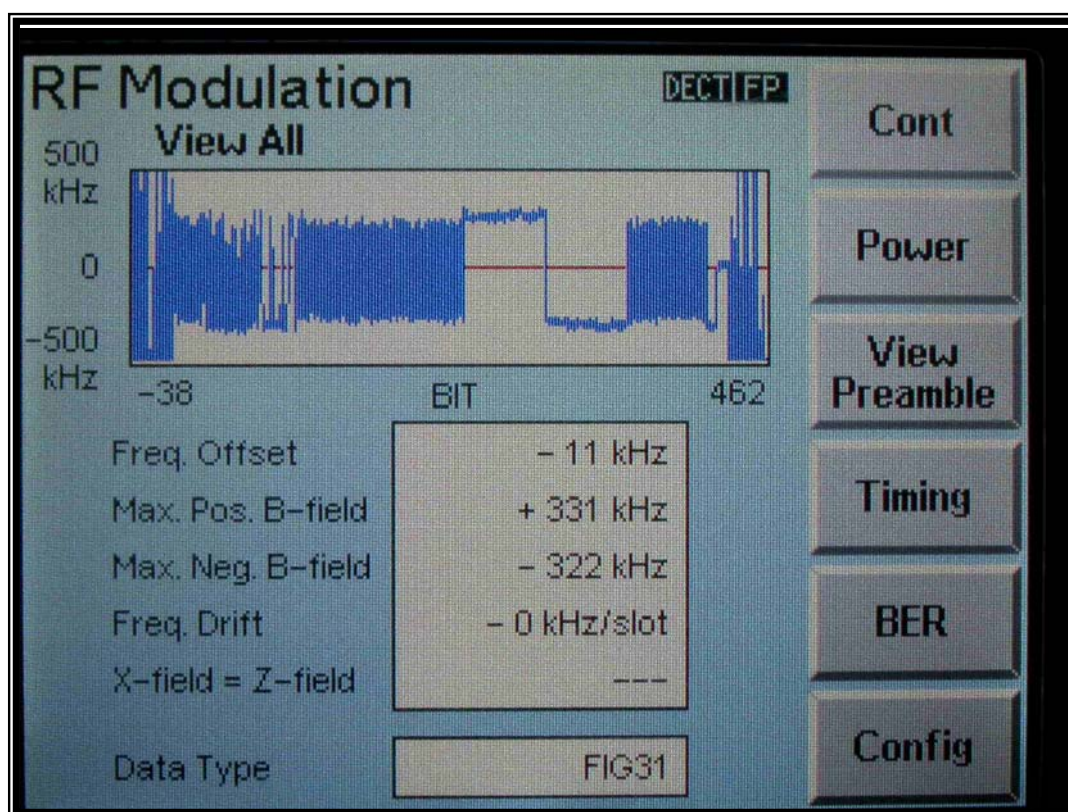 RF Modulation
DECT FP
View All
500
kHz
0
-500
kHz
-38
BIT
462
Freq. Offset
- 11 kHz
Max. Pos. B-field
+ 331 kHz
Max. Neg. B-field
- 322 kHz
Freq. Drift
- 0 kHz/slot
X-field = Z-field
---
Data Type
FIG31
Cont
Power
View
Preamble
Timing
BER
Config